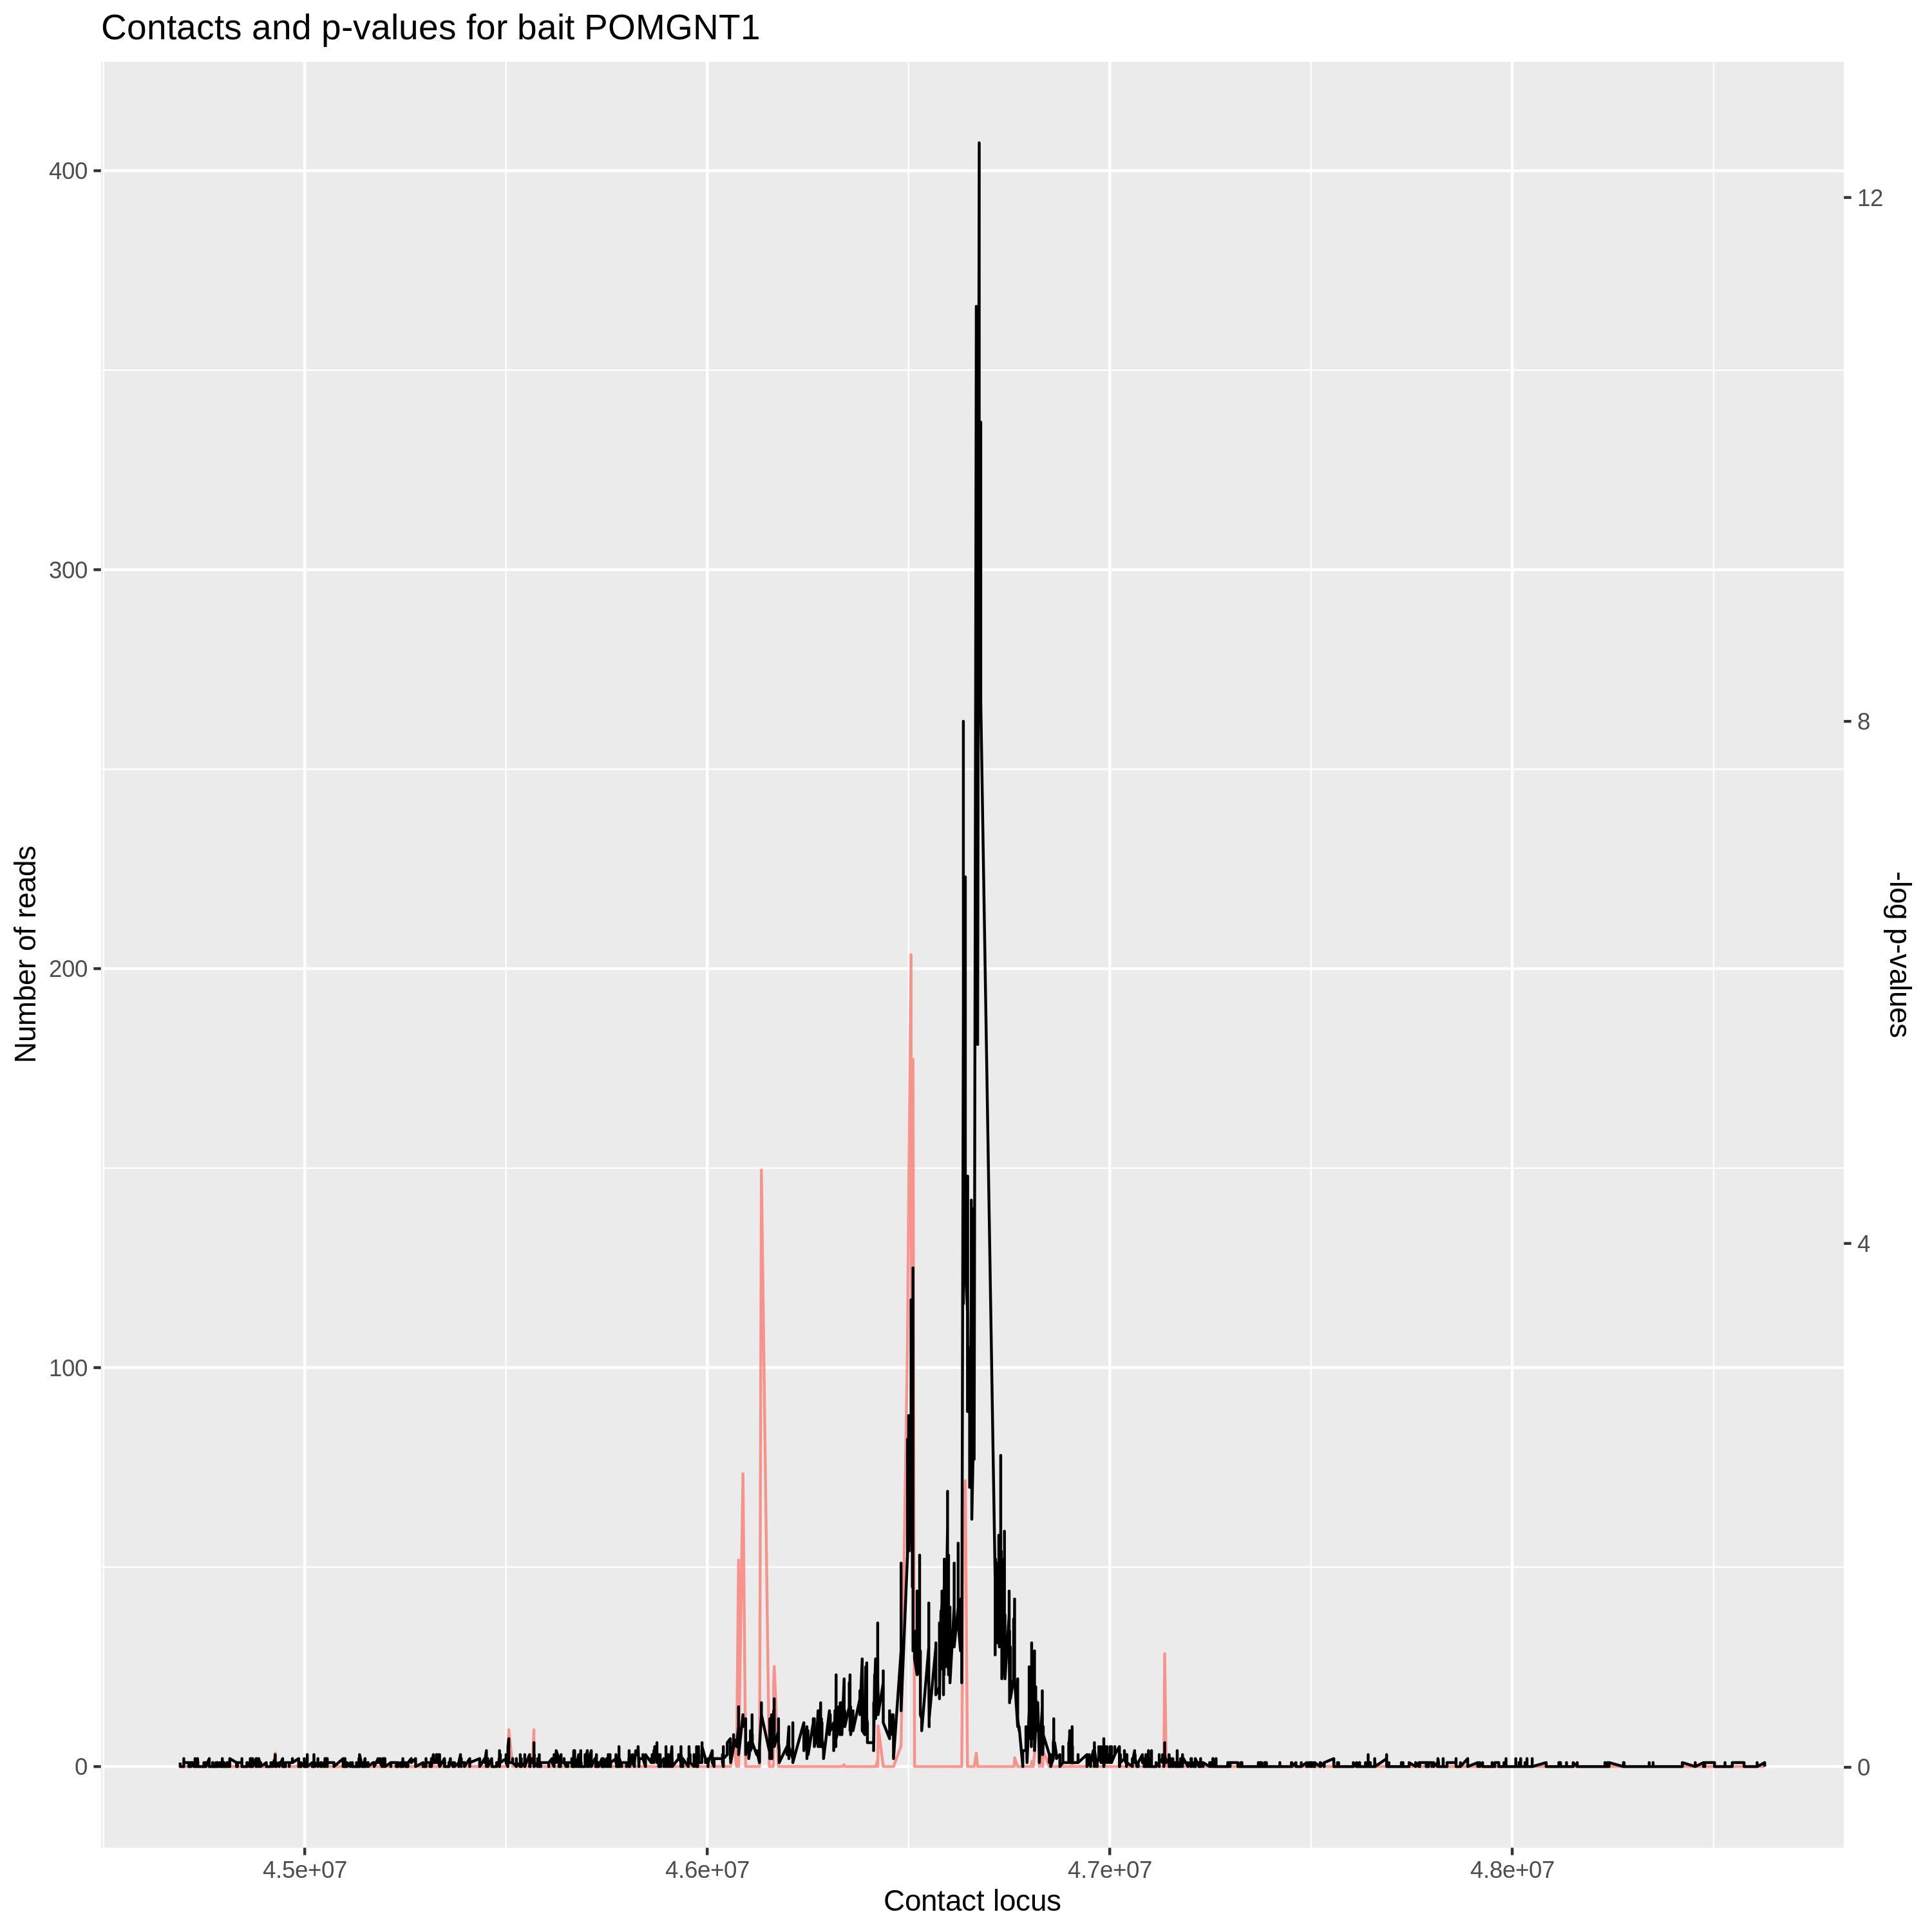 Contacts and p-values for bait POMGNT1
400
300
200
100
0
12
8
4
0
Number of reads
-log p-values
4.5e+07
4.6e+07
4.7e+07
4.8e+07
Contact locus